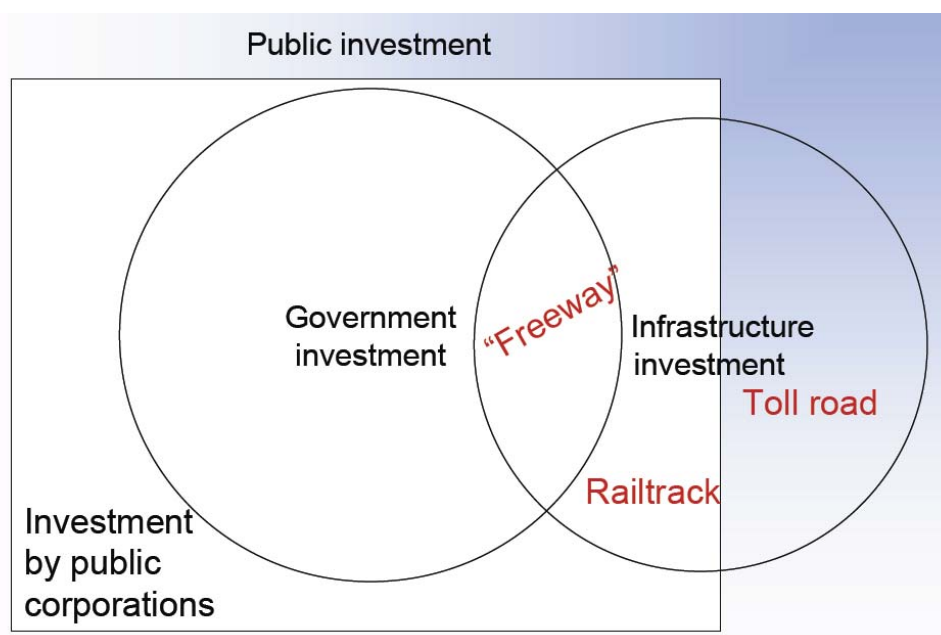 Public investment
Government
investment
“Freeway”
Infrastructure
investment
Toll road
Railtrack
Investment
by public
corporations